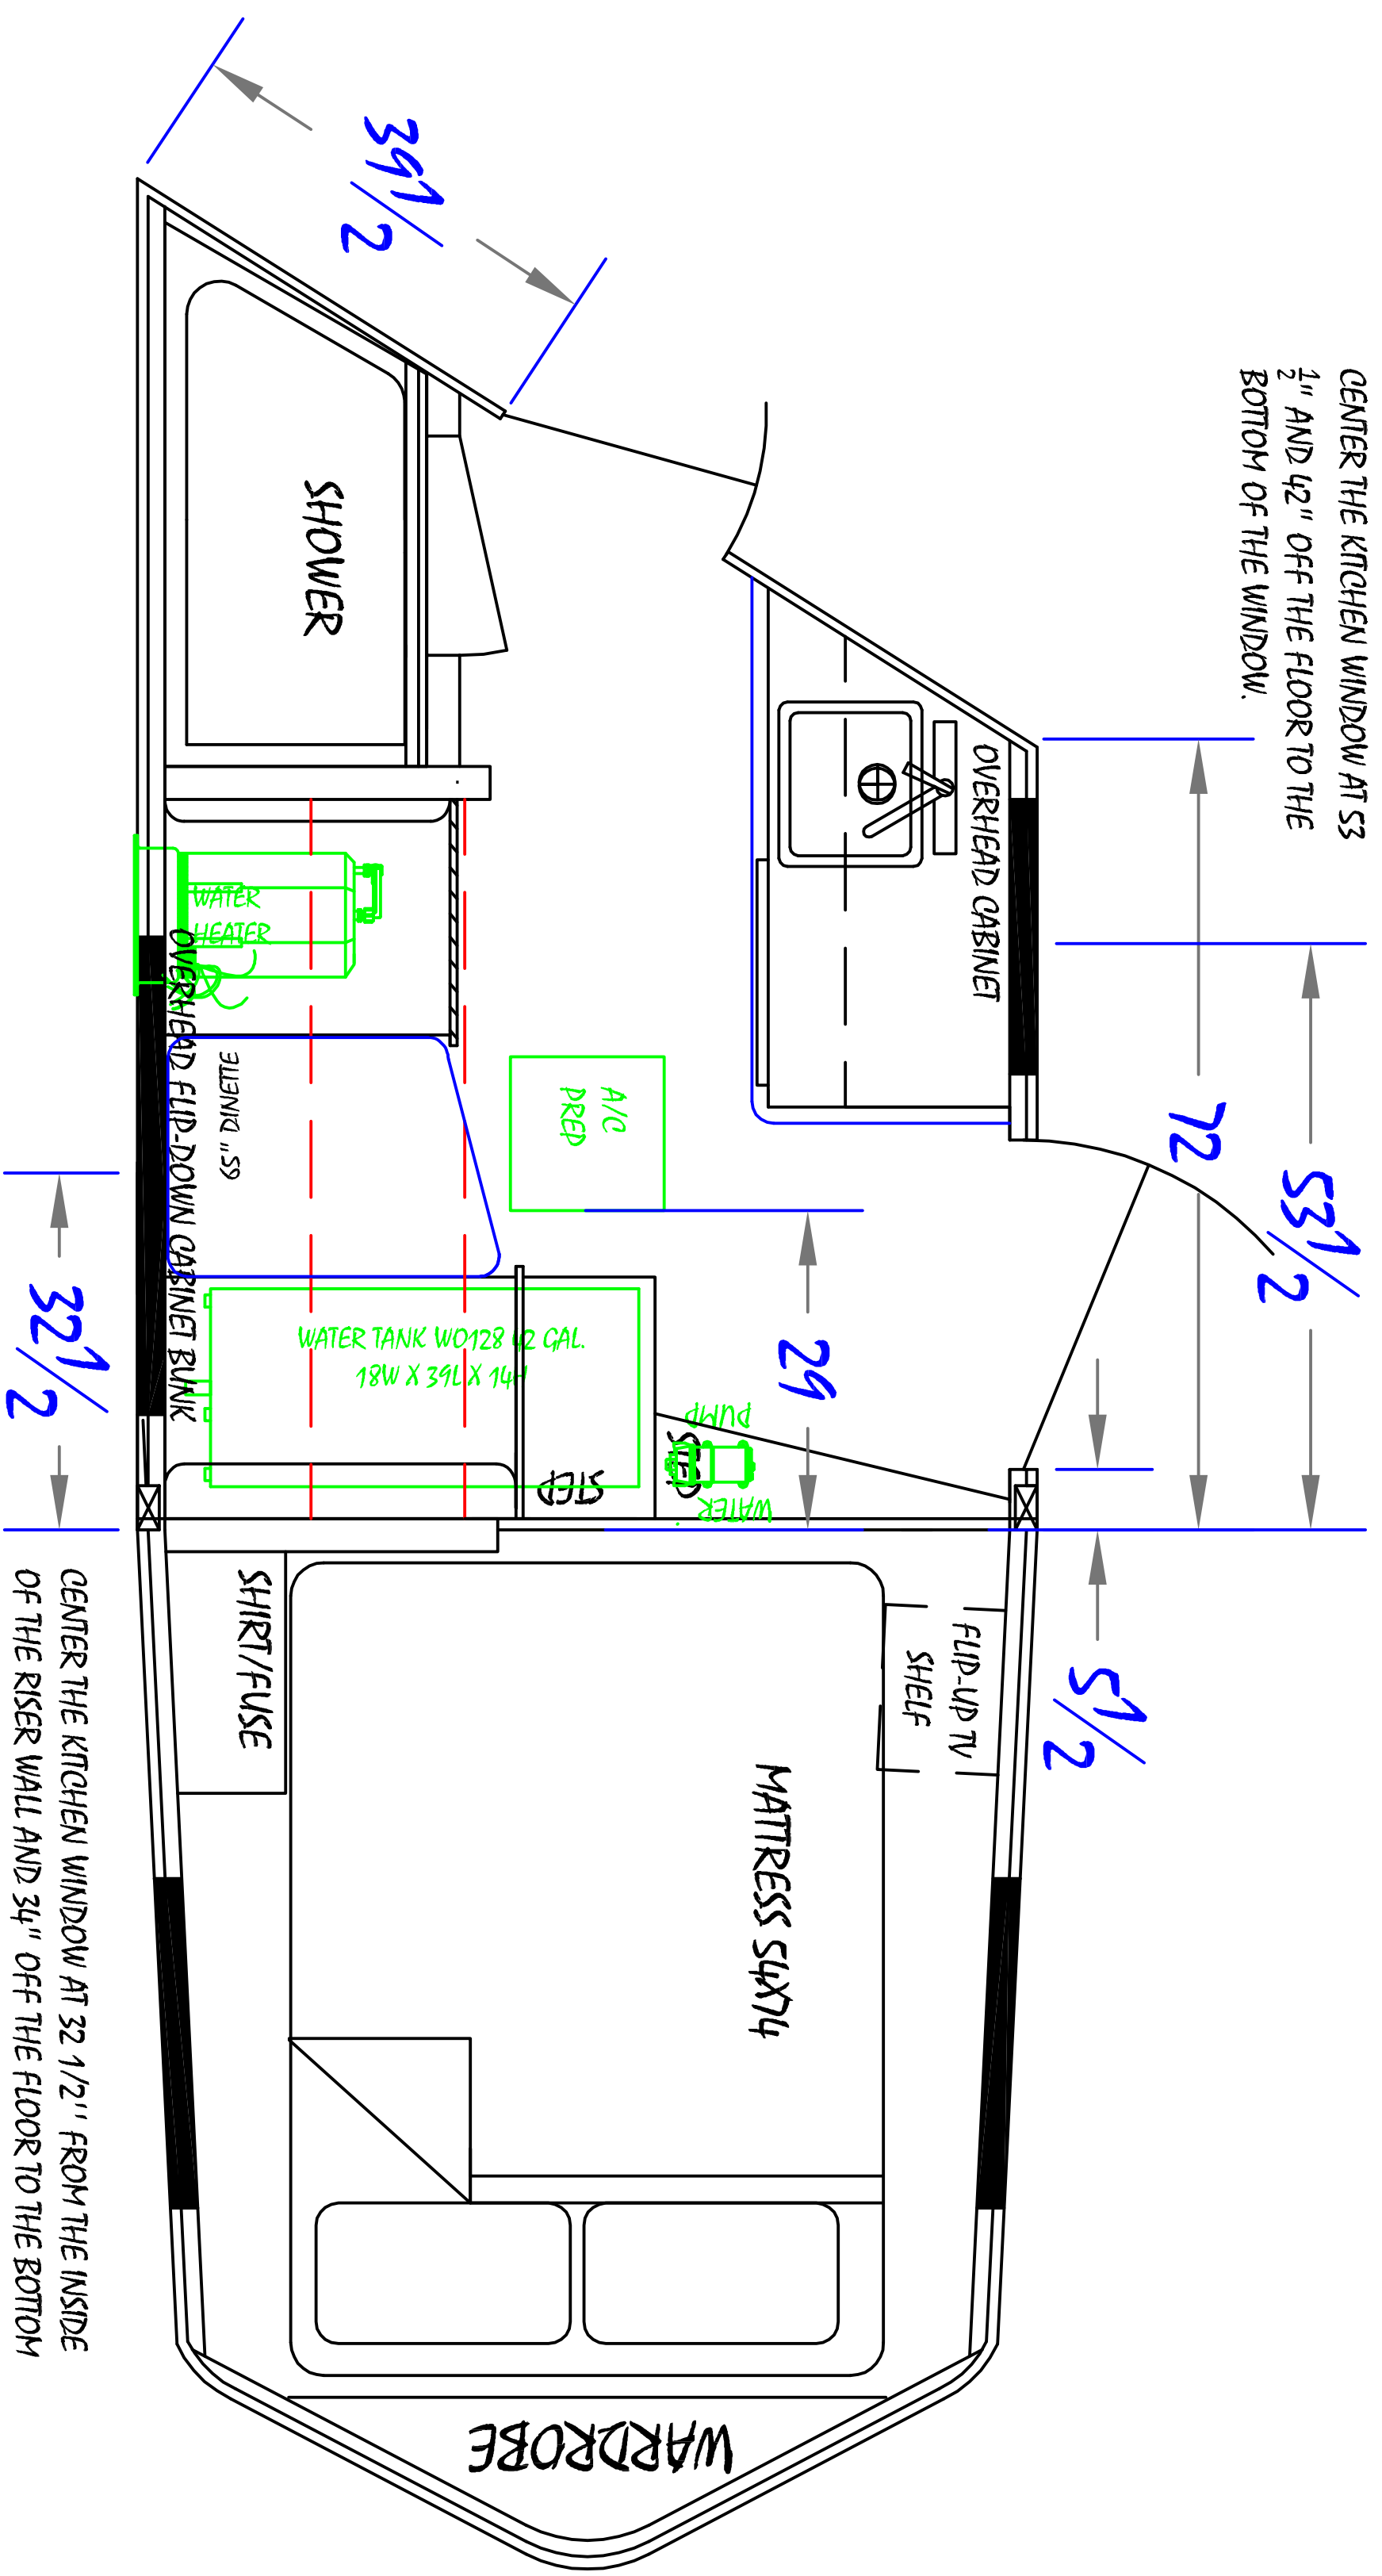 CENTER THE KITCHEN WINDOW AT 53
1/2" AND 42" OFF THE FLOOR TO THE
BOTTOM OF THE WINDOW.
39 1/2
72
53 1/2
OVERHEAD CABINET
SHOWER
WATER
HEATER
OVERHEAD FLIP-DOWN CABINET BUNK
59" DINETTE
A/C
PREP
29
32 1/2
WATER TANK W0128 42 GAL.
18W X 39L X 14H
STEP
STEP
WATER
PUMP
5 1/2
SHIRT/FUSE
FLIP-UP TV
SHELF
MATTRESS 54X74
WARDROBE
CENTER THE KITCHEN WINDOW AT 32 1/2" FROM THE INSIDE
OF THE RISER WALL AND 34" OFF THE FLOOR TO THE BOTTOM